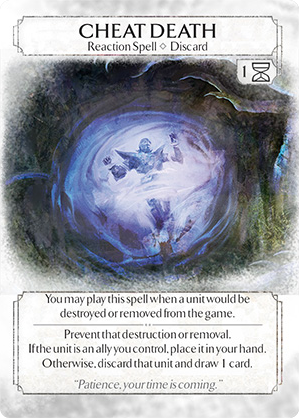 CHEAT DEATH
Reaction Spell ⟐ Discard
1
You may play this spell when a unit would be
destroyed or removed from the game.
Prevent that destruction or removal.
If the unit is an ally you control, place it in your hand.
Otherwise, discard that unit and draw 1 card.
“Patience, your time is coming.”